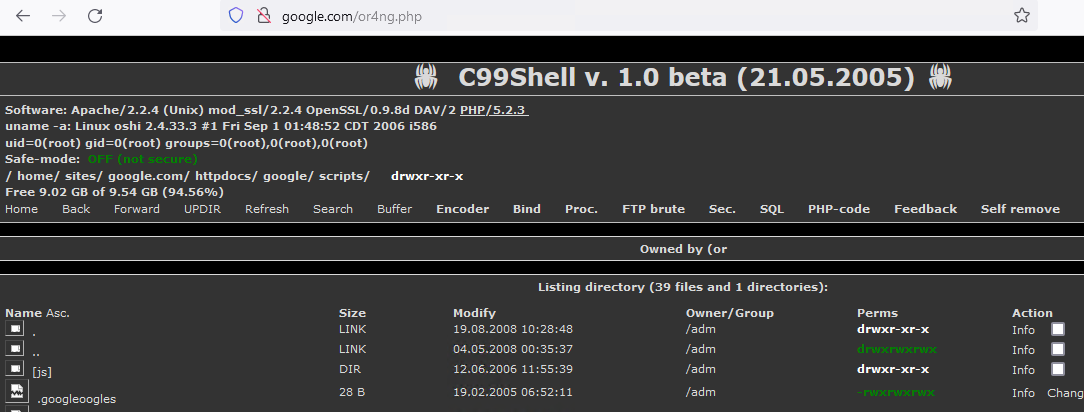 google.com/or4ng.php
C99Shell v. 1.0 beta (21.05.2005)
Software: Apache/2.2.4 (Unix) mod_ssl/2.2.4 OpenSSL/0.9.8d DAV/2 PHP/5.2.3
uname -a: Linux oshi 2.4.33.3 #1 Fri Sep 1 01:48:52 CDT 2006 i586
uid=0(root) gid=0(root) groups=0(root),0(root),0(root)
Safe-mode: OFF (not secure)
/ home/ sites/ google.com/ httpdocs/ google/ scripts/ drwxr-xr-x
Free 9.02 GB of 9.54 GB (94.56%)
Home Back Forward UPDIR Refresh Search Buffer Encoder Bind Proc. FTP brute Sec. SQL PHP-code Feedback Self remove
Owned by (or
Listing directory (39 files and 1 directories):
Name Asc. Size Modify Owner/Group Perms Action
. LINK 19.08.2008 10:28:48 /adm drwxr-xr-x Info
.. LINK 04.05.2008 00:35:37 /adm drwxrwxrwx Info
[js] DIR 12.06.2006 11:55:39 /adm drwxr-xr-x Info
.googleoogles 28 B 19.02.2005 06:52:11 /adm -rwxrwxrwx Info Chang